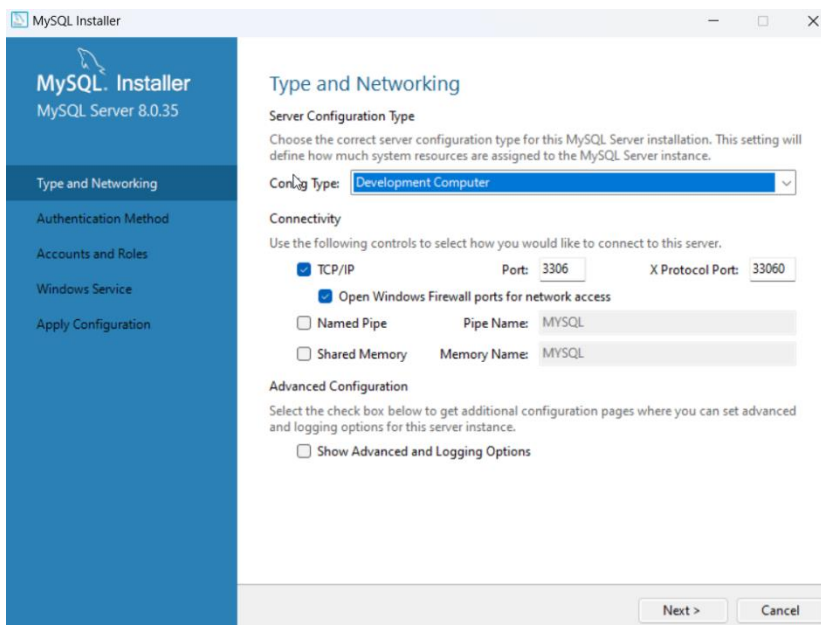 MySQL Installer
MySQL. Installer
MySQL Server 8.0.35
Type and Networking
Authentication Method
Accounts and Roles
Windows Service
Apply Configuration
Type and Networking
Server Configuration Type
Choose the correct server configuration type for this MySQL Server installation. This setting will
define how much system resources are assigned to the MySQL Server instance.
Config Type: Development Computer
Connectivity
Use the following controls to select how you would like to connect to this server.
TCP/IP Port: 3306 X Protocol Port: 33060
Open Windows Firewall ports for network access
Named Pipe Pipe Name: MYSQL
Shared Memory Memory Name: MYSQL
Advanced Configuration
Select the check box below to get additional configuration pages where you can set advanced
and logging options for this server instance.
Show Advanced and Logging Options
Next > Cancel